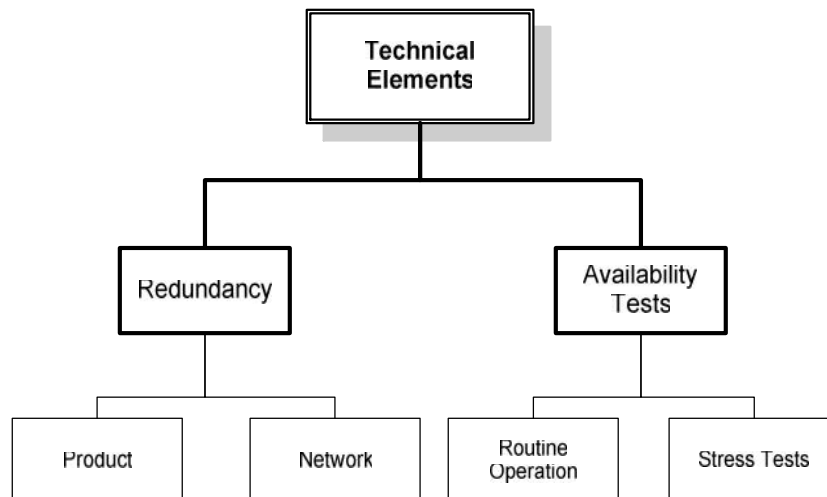 Technical
Elements
Redundancy
Availability
Tests
Product
Network
Routine
Operation
Stress Tests